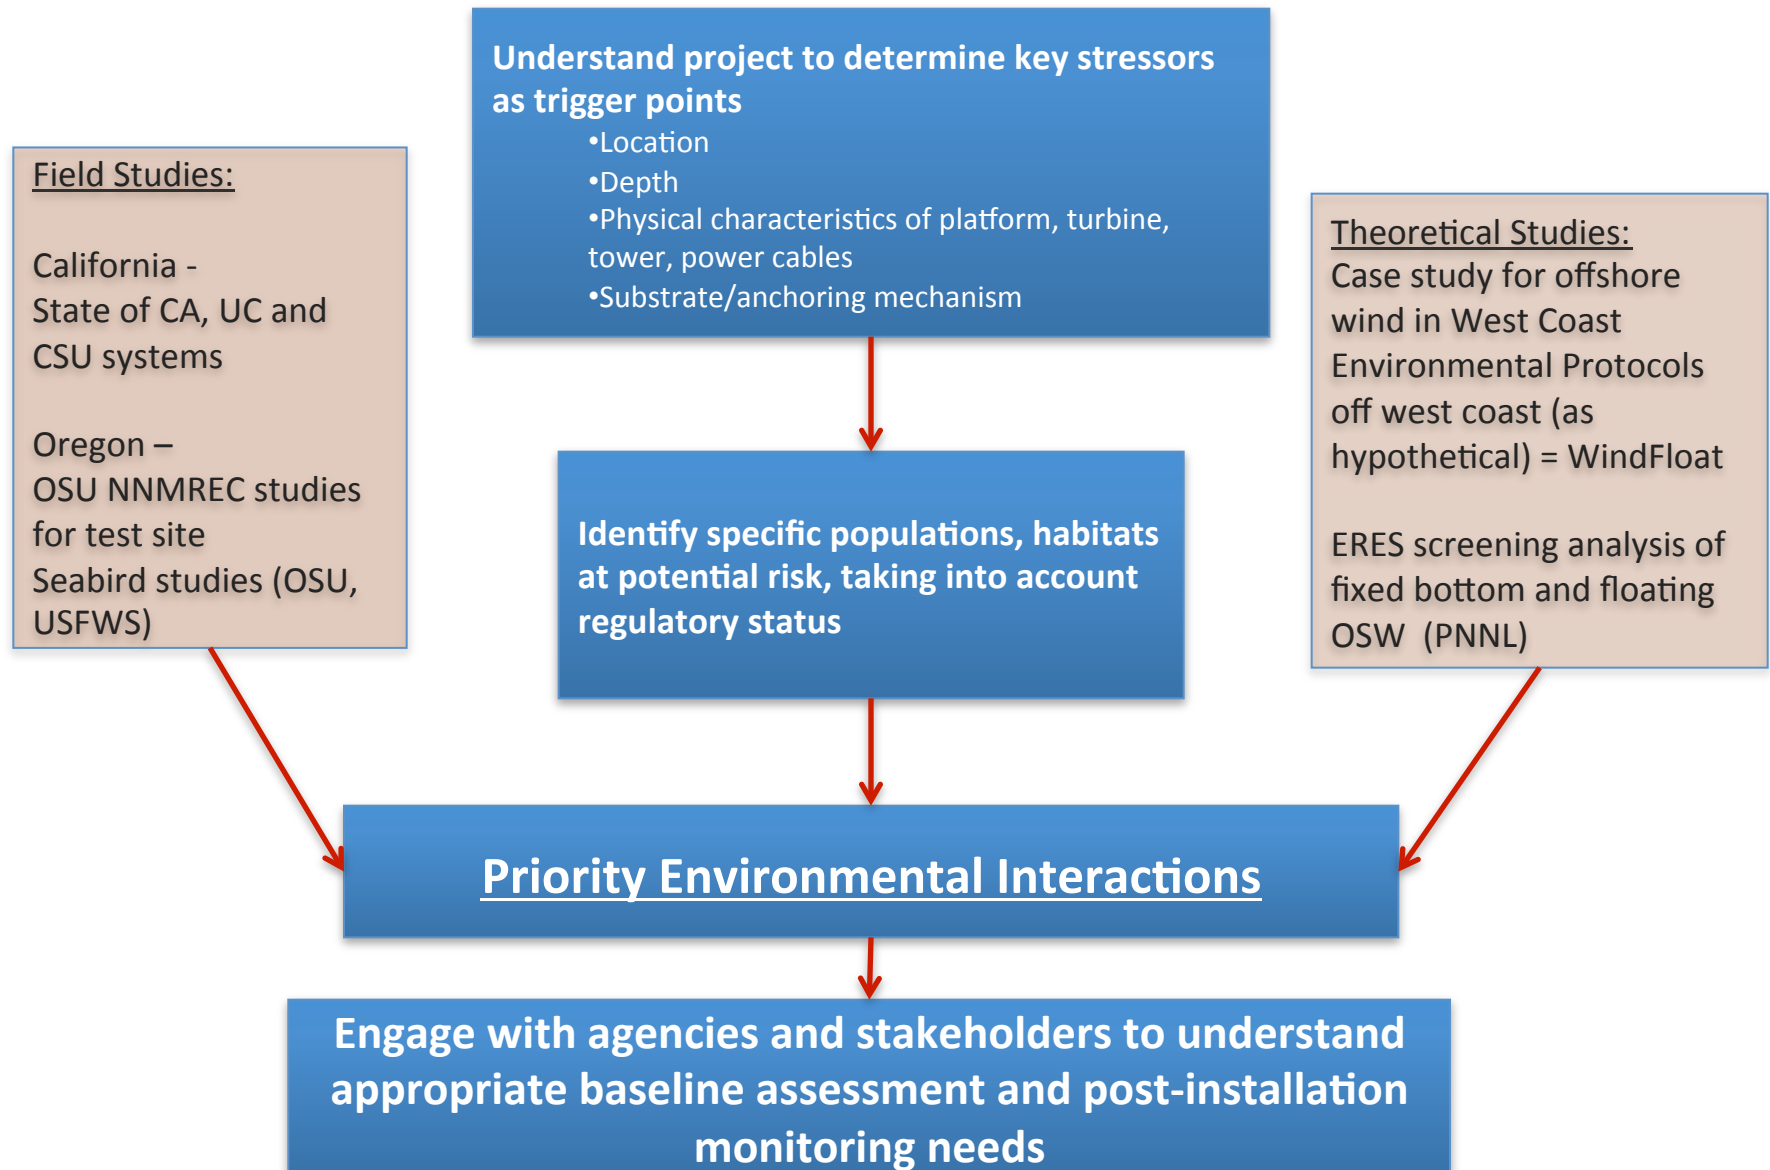 Understand project to determine key stressors
as trigger points
•Location
•Depth
•Physical characteristics of platform, turbine,
tower, power cables
•Substrate/anchoring mechanism
Field Studies:
California -
State of CA, UC and
CSU systems
Oregon –
OSU NNMREC studies
for test site
Seabird studies (OSU,
USFWS)
Theoretical Studies:
Case study for offshore
wind in West Coast
Environmental Protocols
off west coast (as
hypothetical) = WindFloat
ERES screening analysis of
fixed bottom and floating
OSW (PNNL)
Identify specific populations, habitats
at potential risk, taking into account
regulatory status
Priority Environmental Interactions
Engage with agencies and stakeholders to understand
appropriate baseline assessment and post-installation
monitoring needs